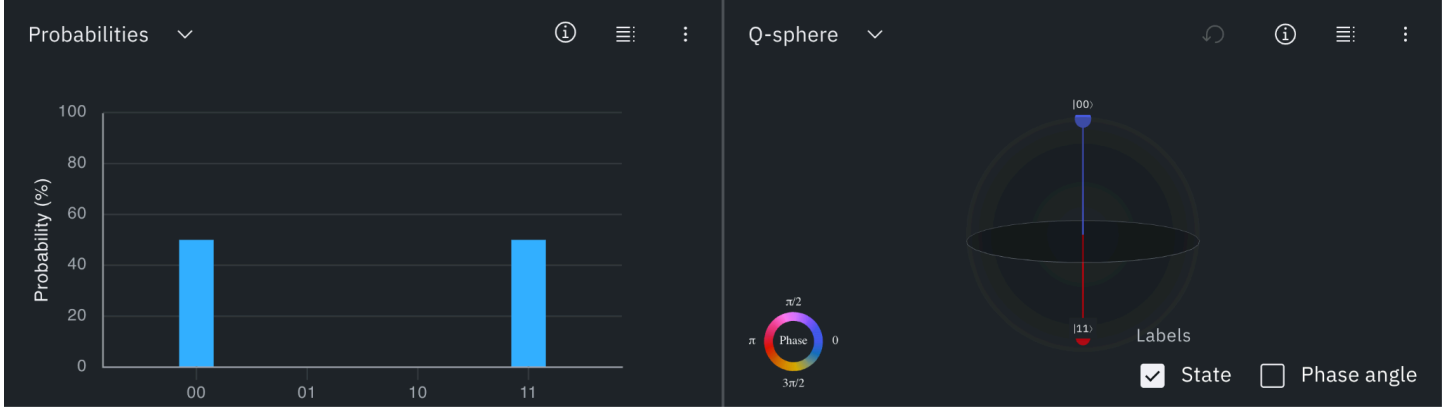 Probabilities
Probability (%)
100
80
60
40
20
0
00 01 10 11
Q-sphere
|00⟩
|11⟩
π/2
π Phase 0
3π/2
Labels
State Phase angle